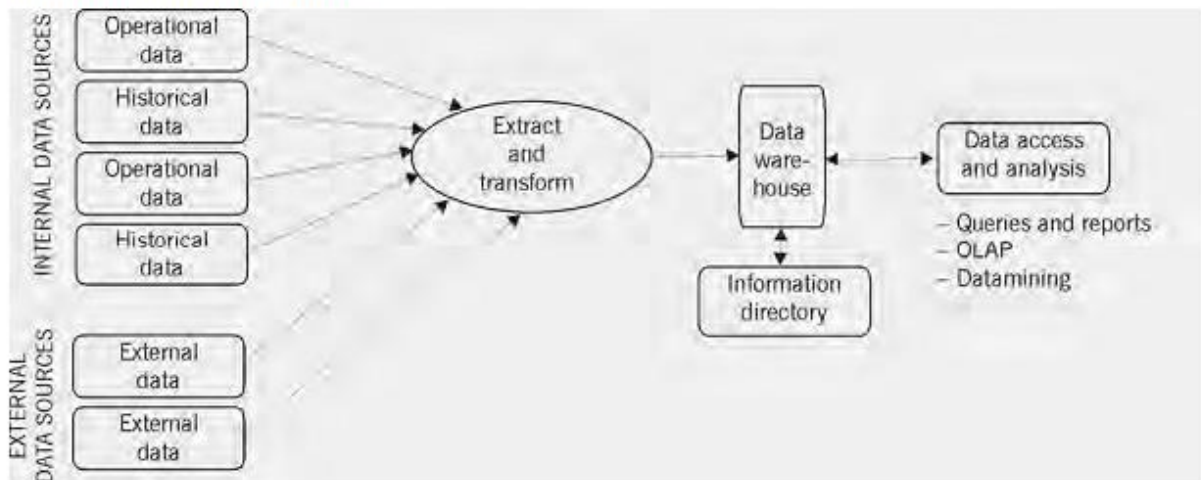 INTERNAL DATA SOURCES
Operational
data
Historical
data
Operational
data
Historical
data
EXTERNAL
DATA SOURCES
External
data
External
data
Extract
and
transform
Data
ware-
house
Information
directory
Data access
and analysis
– Queries and reports
– OLAP
– Datamining